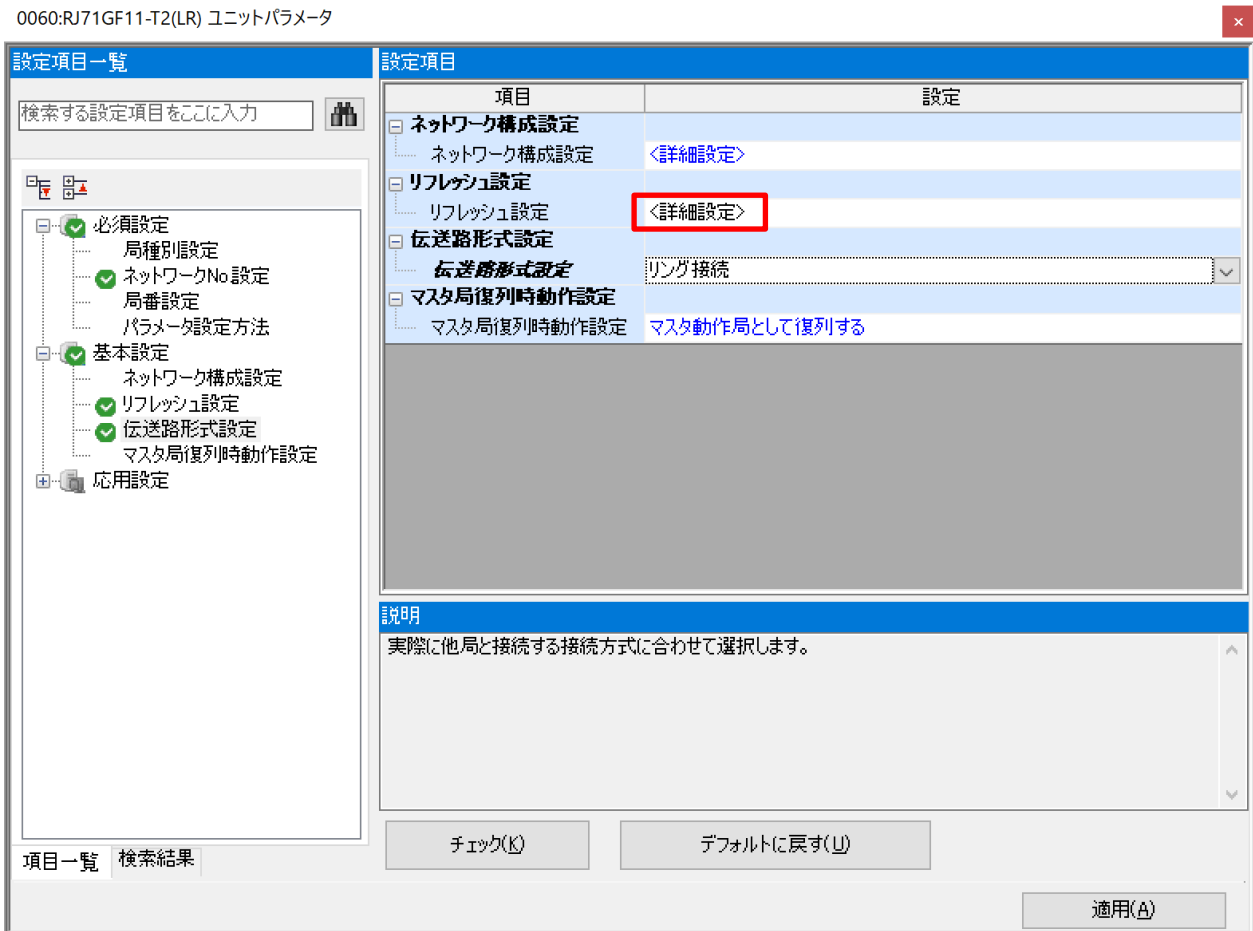 0060:RJ71GF11-T2(LR) ユニットパラメータ
設定項目一覧
検索する設定項目をここに入力
必須設定
局種別設定
ネットワークNo設定
局番設定
パラメータ設定方法
基本設定
ネットワーク構成設定
リフレッシュ設定
伝送路形式設定
マスタ局復列時動作設定
応用設定
項目一覧 検索結果
設定項目
項目 設定
ネットワーク構成設定
ネットワーク構成設定 <詳細設定>
リフレッシュ設定
リフレッシュ設定 <詳細設定>
伝送路形式設定
伝送路形式設定 リング接続
マスタ局復列時動作設定
マスタ局復列時動作設定 マスタ動作局として復列する
説明
実際に他局と接続する接続方式に合わせて選択します。
チェック(K) デフォルトに戻す(U)
適用(A)